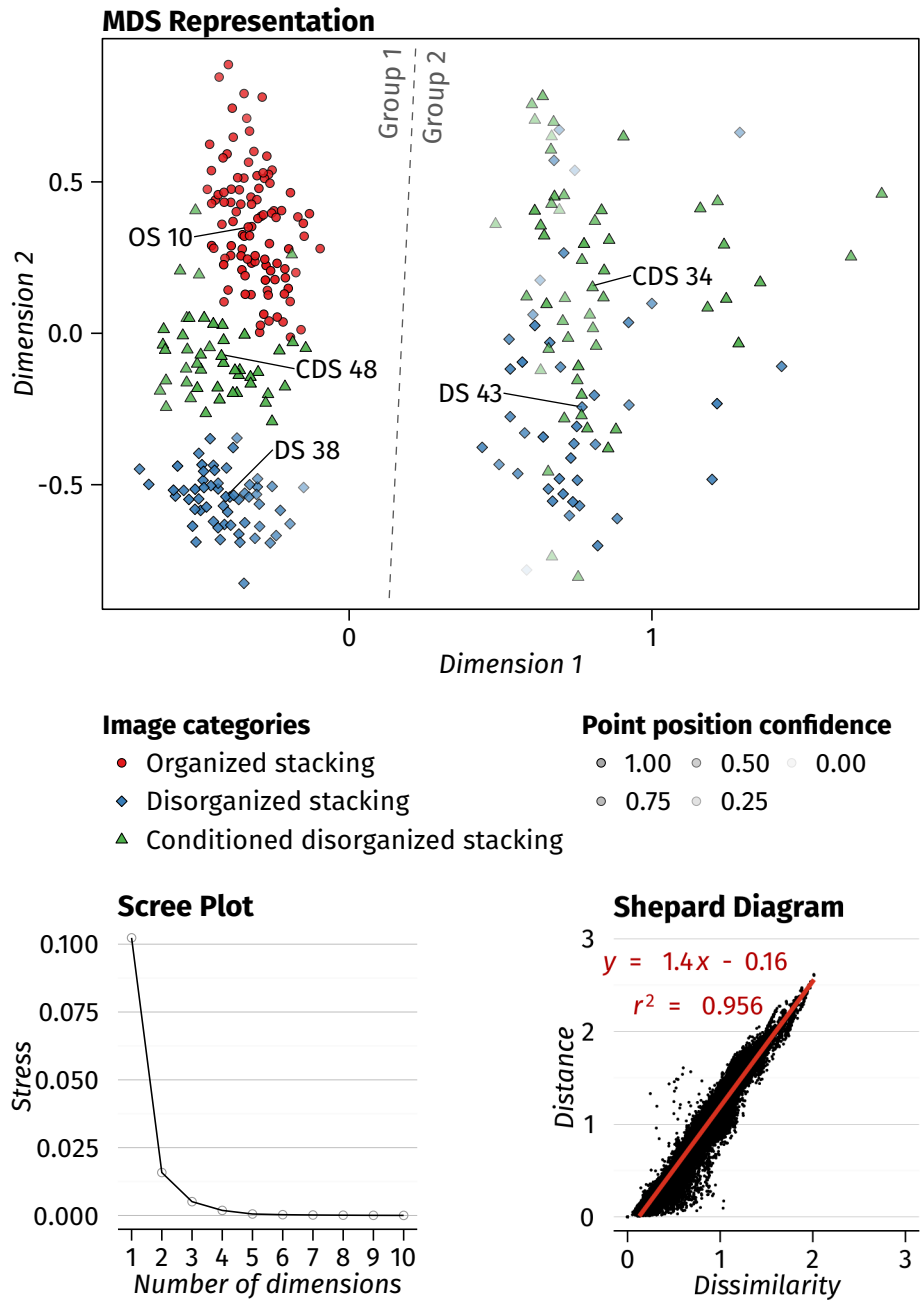 MDS Representation
Group 1
Group 2
0.5
0.0
-0.5
Dimension 2
OS 10
CDS 34
CDS 48
DS 43
DS 38
0 1
Dimension 1
Image categories
Organized stacking
Disorganized stacking
Conditioned disorganized stacking
Point position confidence
1.00 0.50 0.00
0.75 0.25
Scree Plot
0.100
0.075
0.050
0.025
0.000
Stress
1 2 3 4 5 6 7 8 9 10
Number of dimensions
Shepard Diagram
y = 1.4x - 0.16
r² = 0.956
3
2
1
0
Distance
0 1 2 3
Dissimilarity